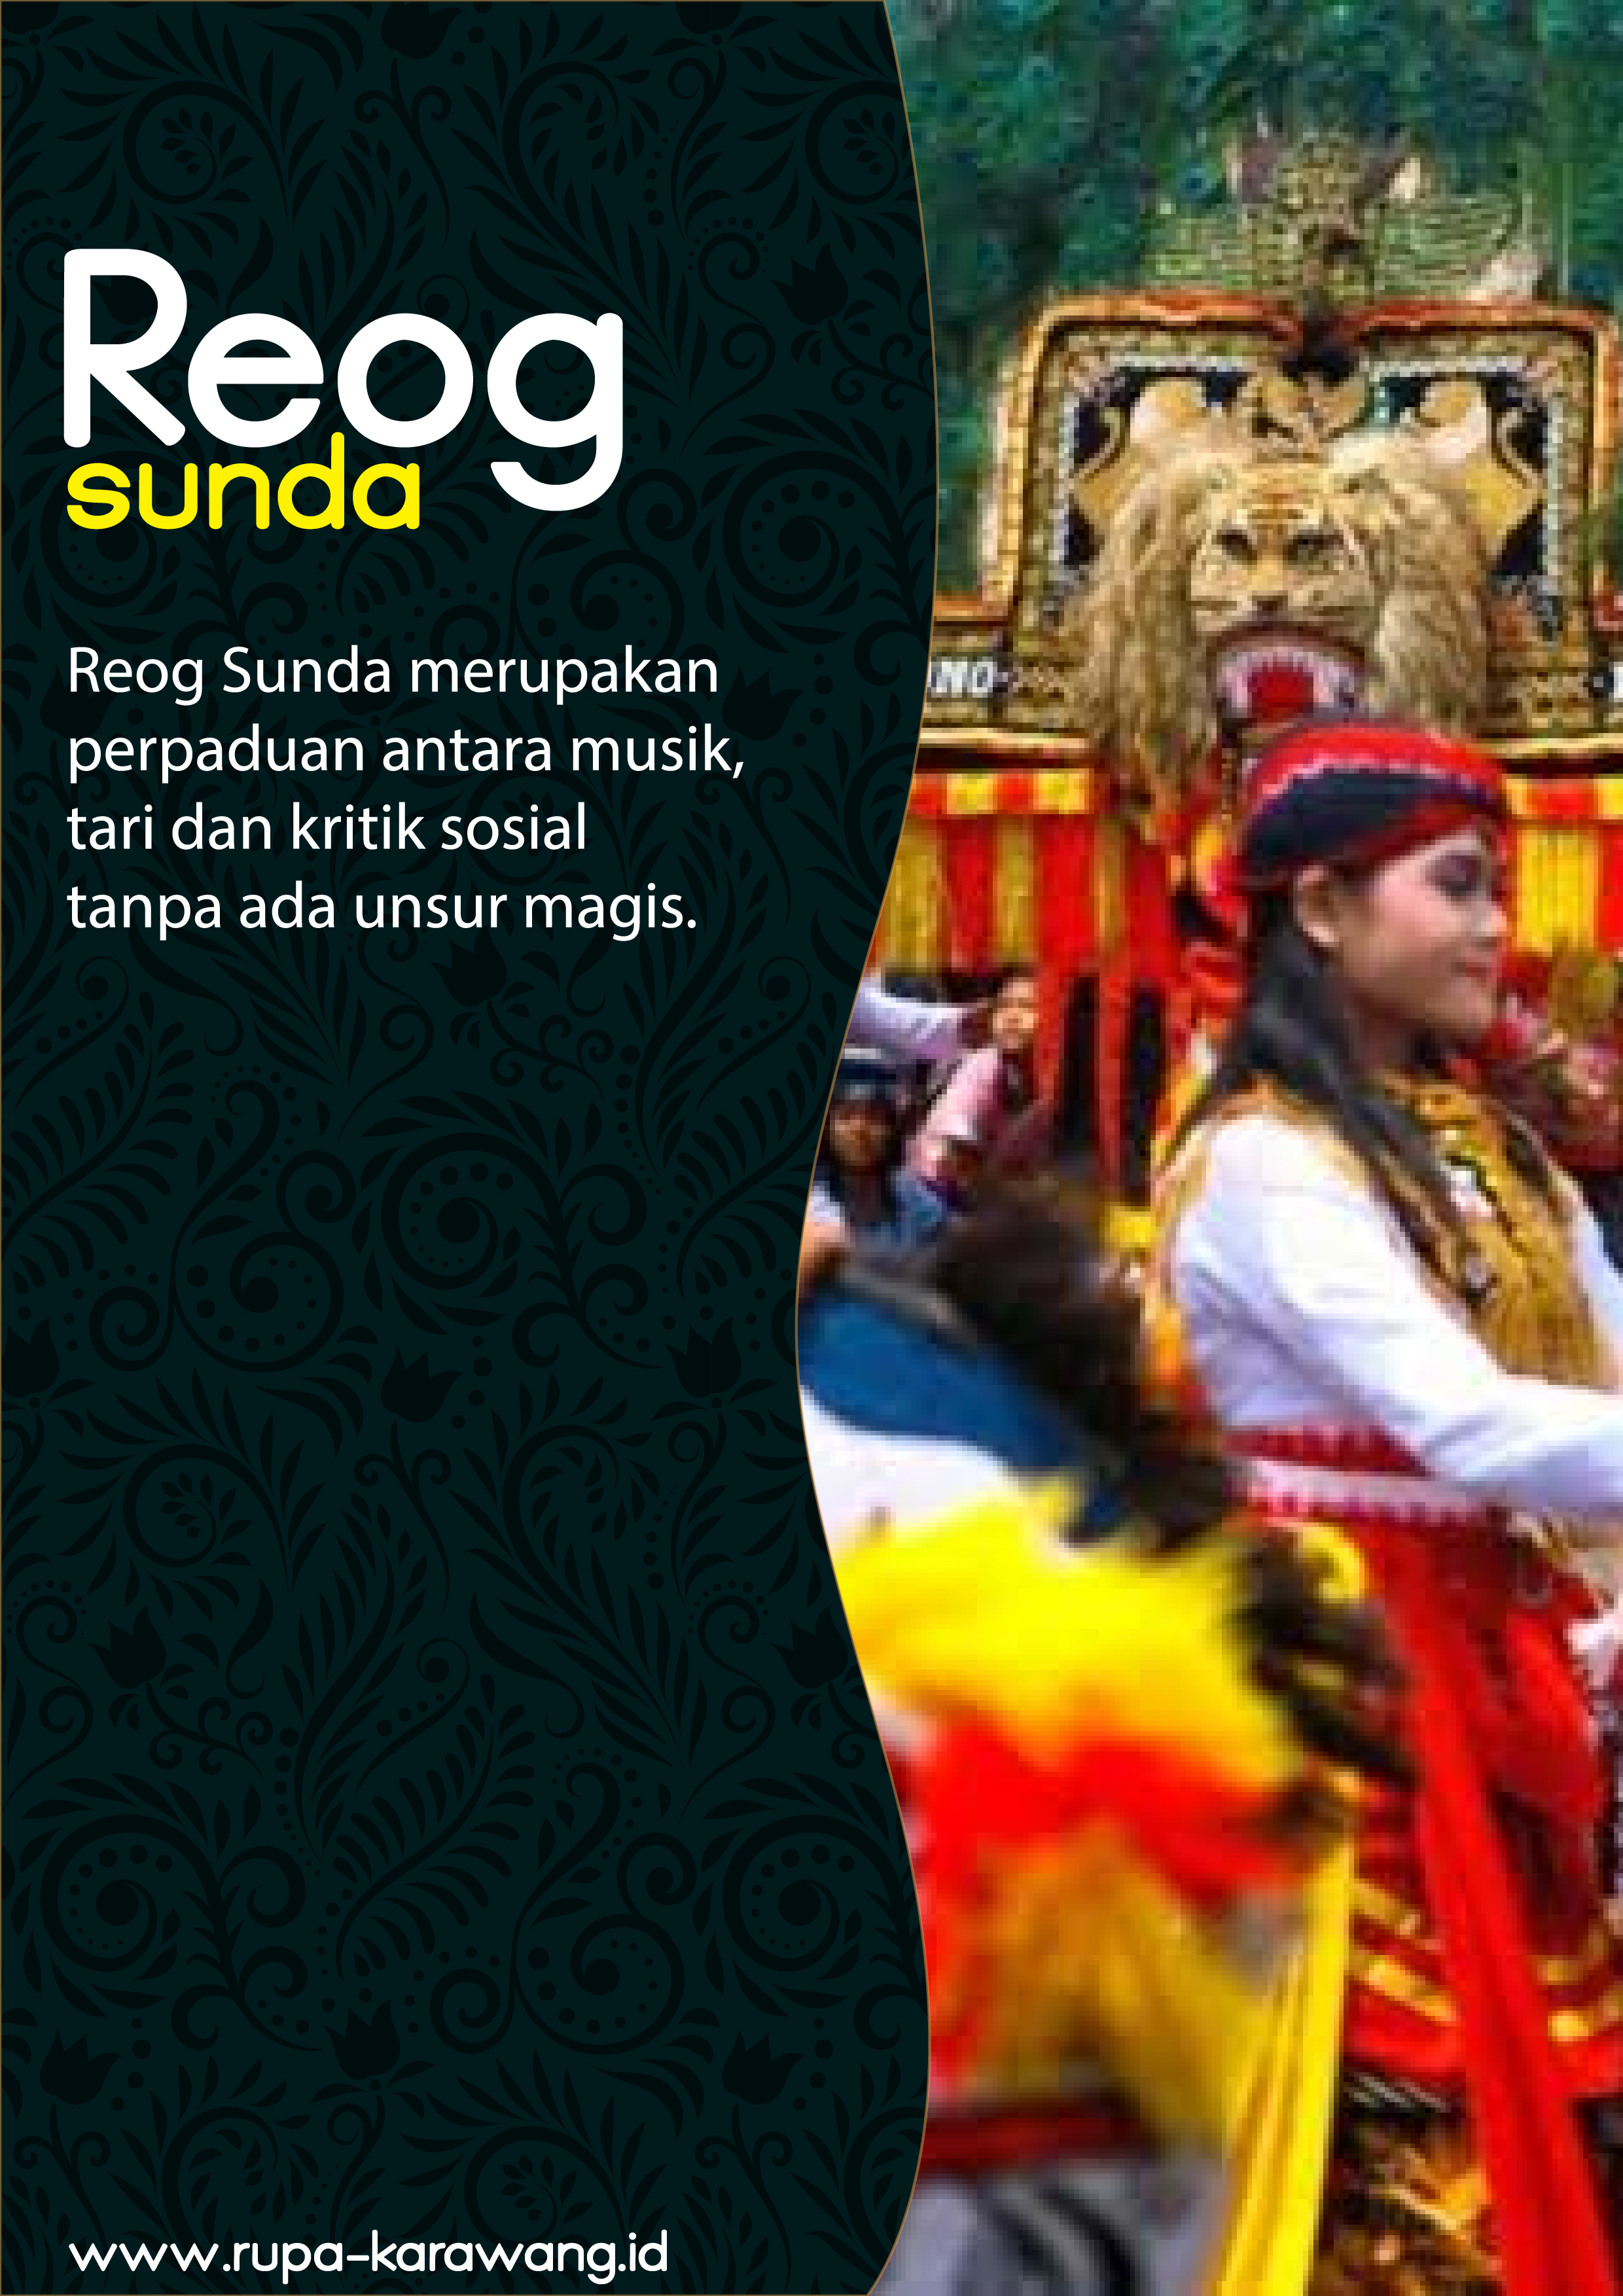 Reog
sunda
Reog Sunda merupakan
perpaduan antara musik,
tari dan kritik sosial
tanpa ada unsur magis.
www.rupa-karawang.id